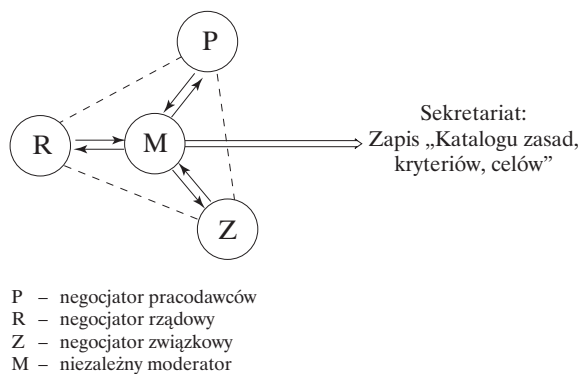 P
R
M
Z
Sekretariat:
Zapis „Katalogu zasad,
kryteriów, celów”
P – negocjator pracodawców
R – negocjator rządowy
Z – negocjator związkowy
M – niezależny moderator